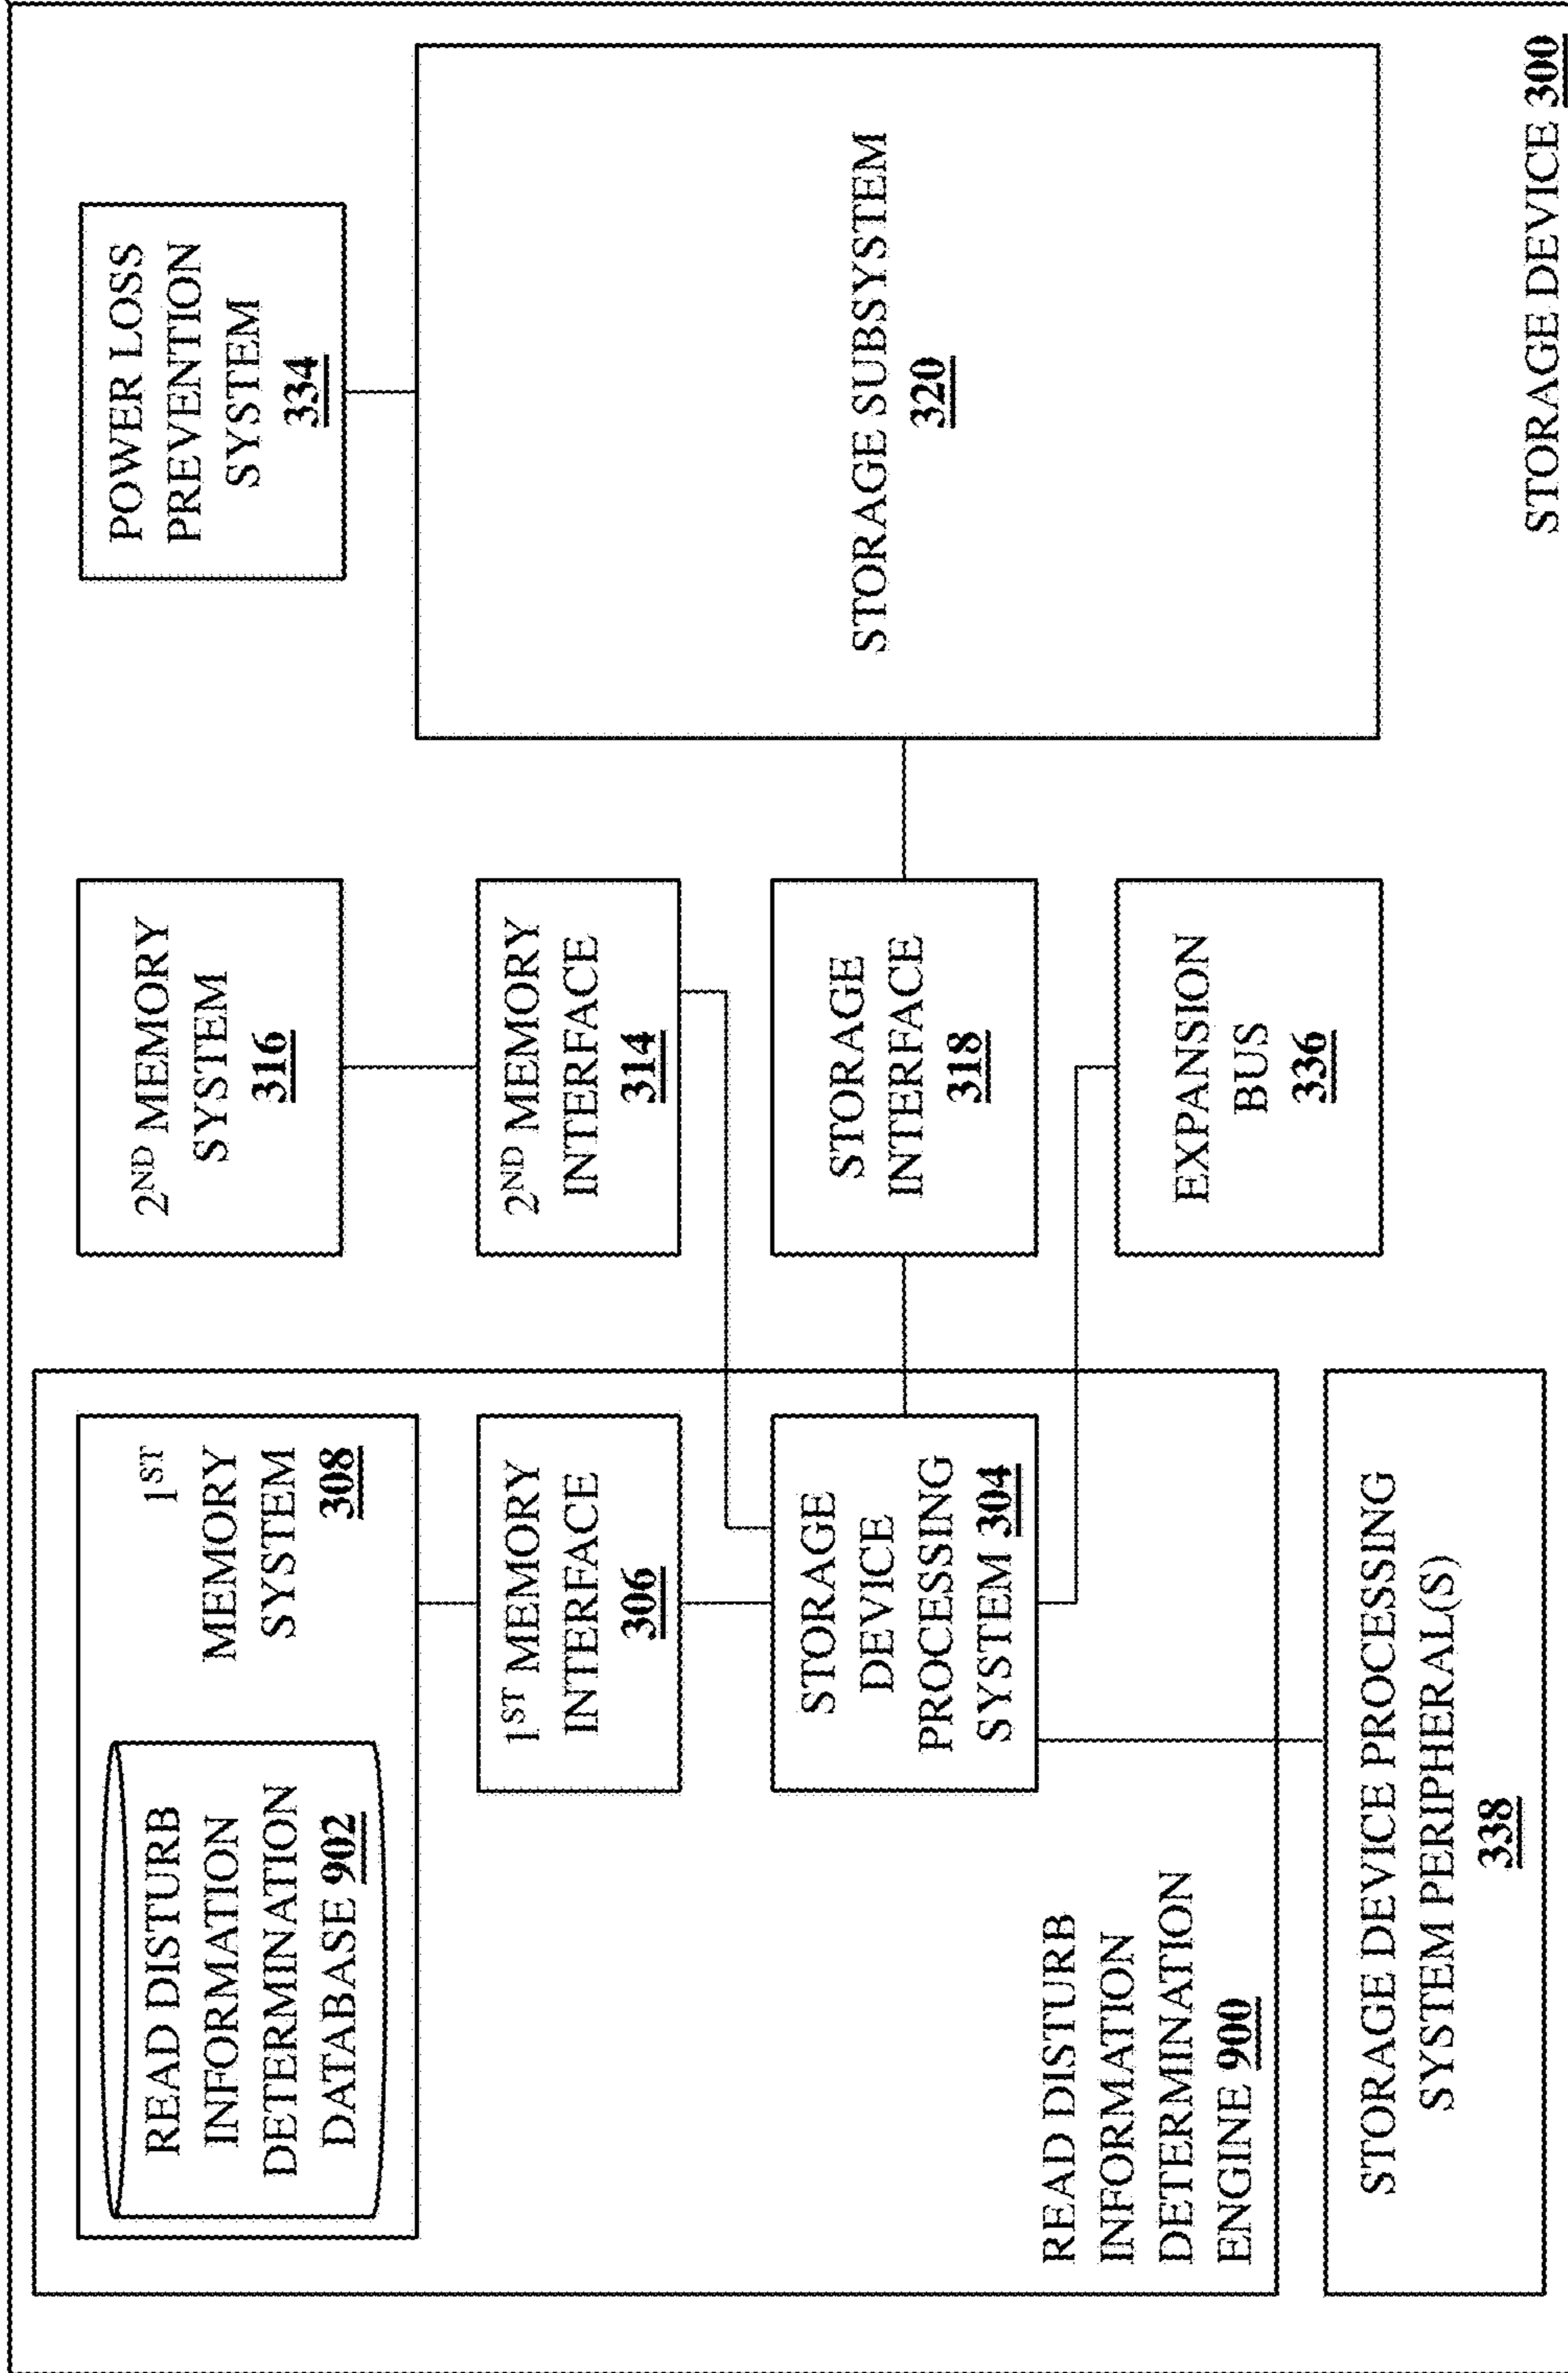 READ DISTURB
INFORMATION
DETERMINATION
DATABASE 902
1ST
MEMORY
SYSTEM
308
1ST MEMORY
INTERFACE
306
STORAGE
DEVICE
PROCESSING
SYSTEM 304
READ DISTURB
INFORMATION
DETERMINATION
ENGINE 900
STORAGE DEVICE PROCESSING
SYSTEM PERIPHERAL(S)
338
2ND MEMORY
SYSTEM
316
2ND MEMORY
INTERFACE
314
STORAGE
INTERFACE
318
EXPANSION
BUS
336
POWER LOSS
PREVENTION
SYSTEM
334
STORAGE SUBSYSTEM
320
STORAGE DEVICE 300